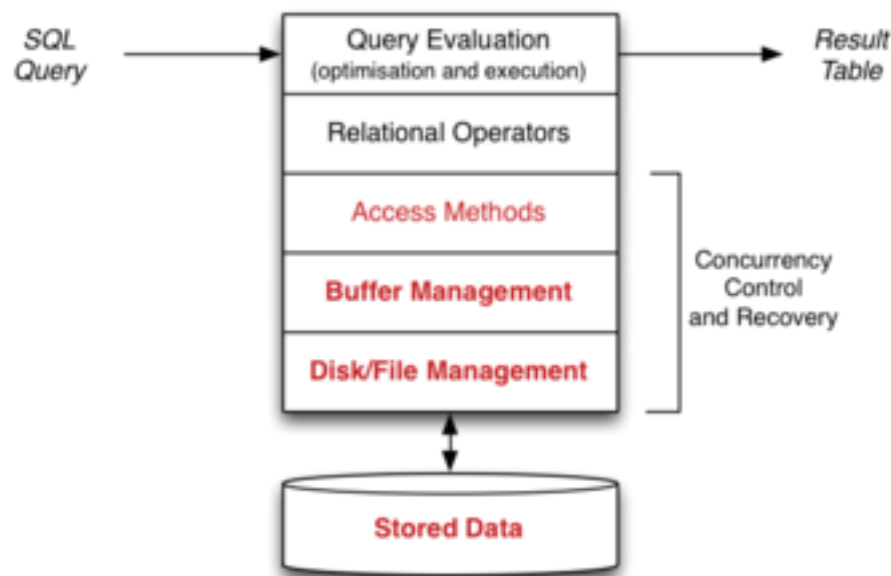 SQL
Query
Query Evaluation
(optimisation and execution)
Result
Table
Relational Operators
Access Methods
Buffer Management
Disk/File Management
Concurrency
Control
and Recovery
Stored Data